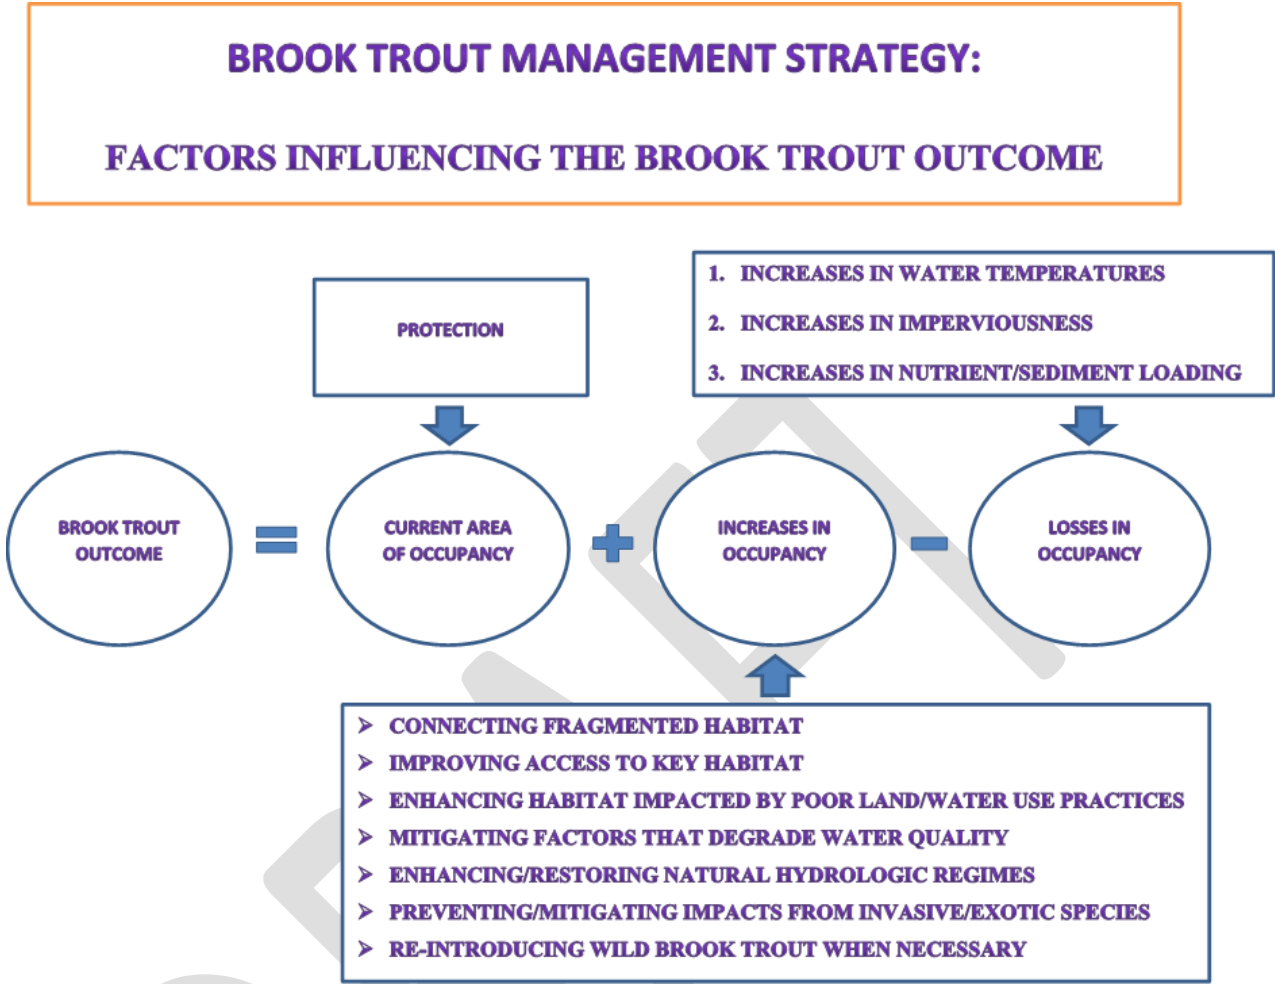 BROOK TROUT MANAGEMENT STRATEGY:
FACTORS INFLUENCING THE BROOK TROUT OUTCOME
PROTECTION
1. INCREASES IN WATER TEMPERATURES
2. INCREASES IN IMPERVIOUSNESS
3. INCREASES IN NUTRIENT/SEDIMENT LOADING
BROOK TROUT
OUTCOME
=
CURRENT AREA
OF OCCUPANCY
+
INCREASES IN
OCCUPANCY
-
LOSSES IN
OCCUPANCY
➢ CONNECTING FRAGMENTED HABITAT
➢ IMPROVING ACCESS TO KEY HABITAT
➢ ENHANCING HABITAT IMPACTED BY POOR LAND/WATER USE PRACTICES
➢ MITIGATING FACTORS THAT DEGRADE WATER QUALITY
➢ ENHANCING/RESTORING NATURAL HYDROLOGIC REGIMES
➢ PREVENTING/MITIGATING IMPACTS FROM INVASIVE/EXOTIC SPECIES
➢ RE-INTRODUCING WILD BROOK TROUT WHEN NECESSARY